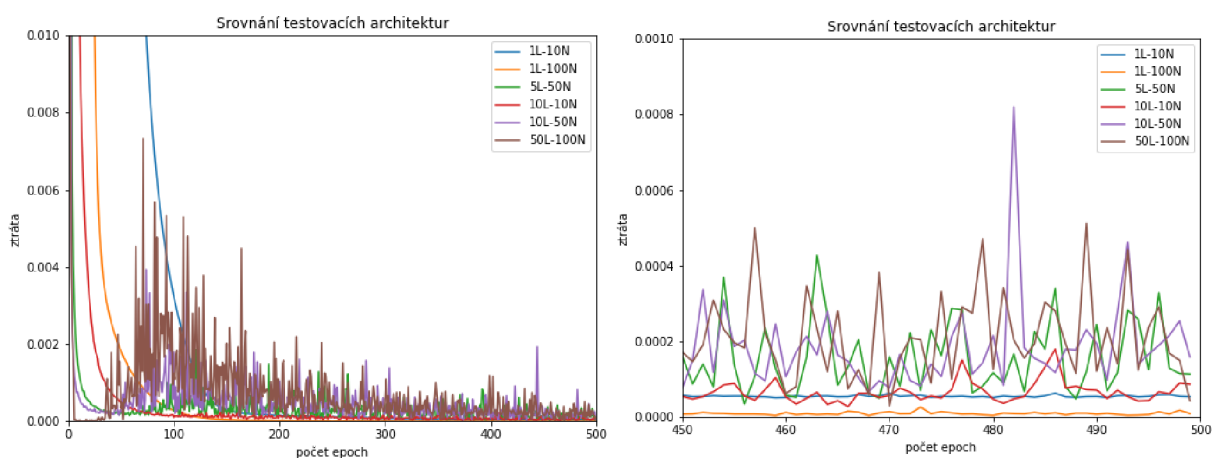 Srovnání testovacích architektur
0.010
0.008
0.006
0.004
0.002
0.000
ztráta
0
100
200
300
400
500
počet epoch
1L-10N
1L-100N
5L-50N
10L-10N
10L-50N
50L-100N
Srovnání testovacích architektur
0.0010
0.0008
0.0006
0.0004
0.0002
0.0000
ztráta
450
460
470
480
490
500
počet epoch
1L-10N
1L-100N
5L-50N
10L-10N
10L-50N
50L-100N